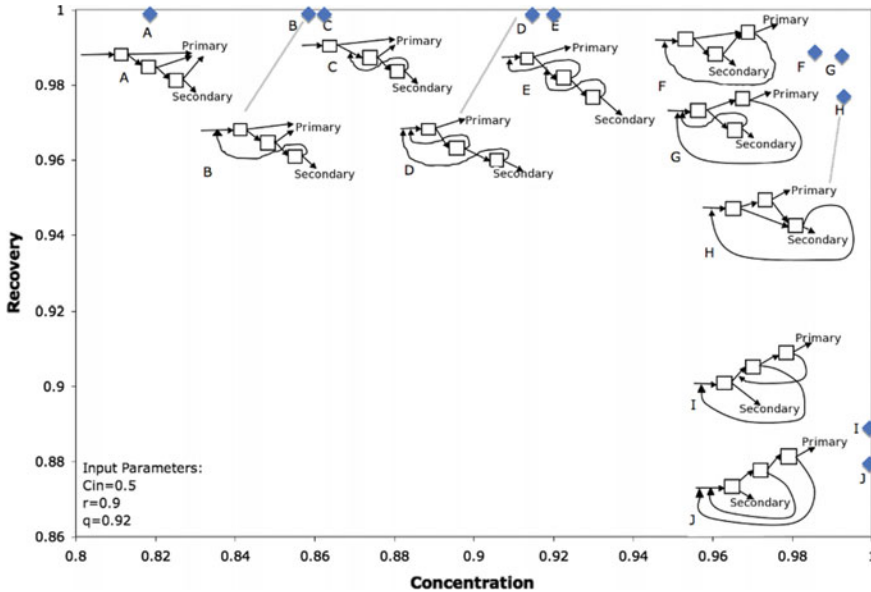 1
A
B
C
D
E
Primary
Primary
Primary
F
G
H
A
C
E
F
Secondary
Secondary
Secondary
Secondary
0.98
Primary
Primary
Primary
B
D
G
Secondary
Secondary
Secondary
0.96
Primary
H
Secondary
0.94
0.92
Primary
I
Secondary
0.9
I
Primary
J
Secondary
J
0.88
Input Parameters:
Cin=0.5
r=0.9
q=0.92
0.86
0.8
0.82
0.84
0.86
0.88
0.9
0.92
0.94
0.96
0.98
1
Recovery
Concentration